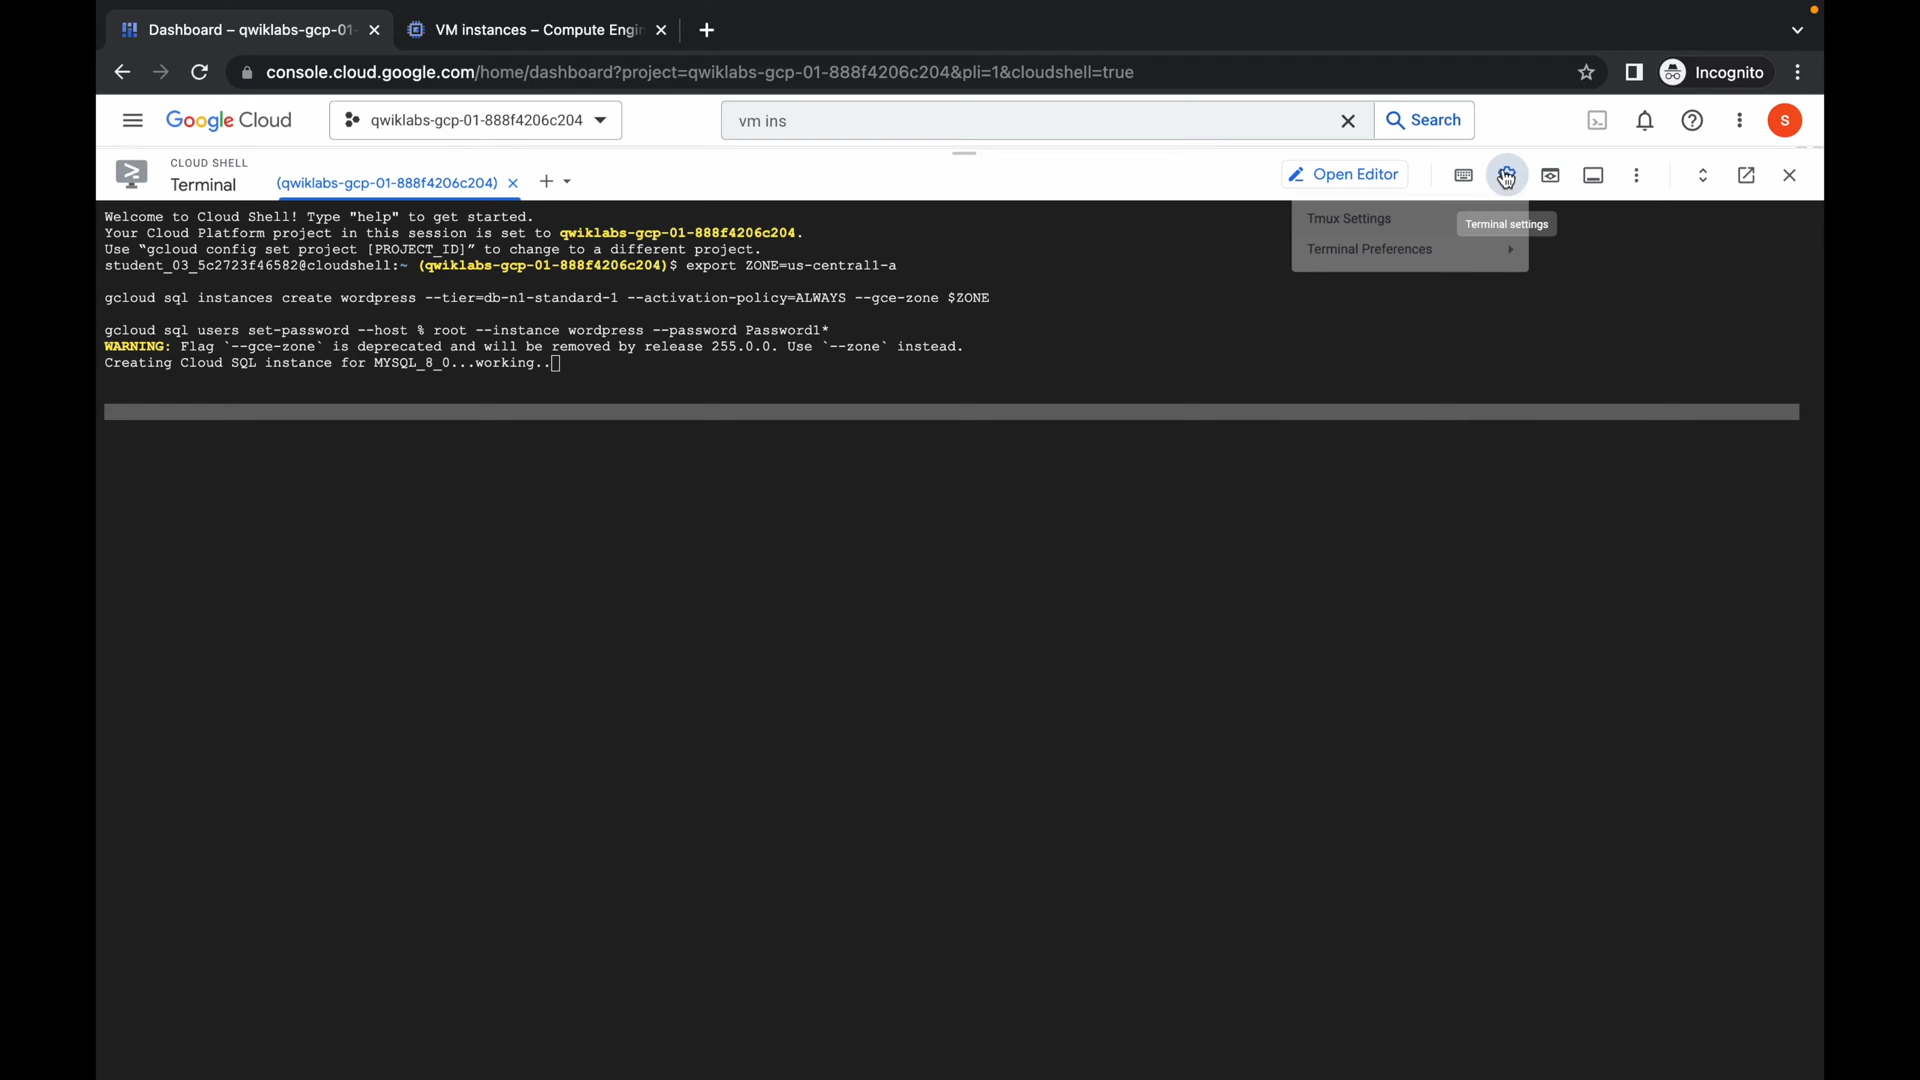 Dashboard – qwiklabs-gcp-01-
VM instances – Compute Engin
console.cloud.google.com/home/dashboard?project=qwiklabs-gcp-01-888f4206c204&pli=1&cloudshell=true
Incognito
Google Cloud
qwiklabs-gcp-01-888f4206c204
vm ins
Search
S
CLOUD SHELL
Terminal
(qwiklabs-gcp-01-888f4206c204)
Open Editor
Tmux Settings
Terminal settings
Terminal Preferences
Welcome to Cloud Shell! Type "help" to get started.
Your Cloud Platform project in this session is set to qwiklabs-gcp-01-888f4206c204.
Use “gcloud config set project [PROJECT_ID]” to change to a different project.
student_03_5c2723f46582@cloudshell:~ (qwiklabs-gcp-01-888f4206c204)$ export ZONE=us-central1-a
gcloud sql instances create wordpress --tier=db-n1-standard-1 --activation-policy=ALWAYS --gce-zone $ZONE
gcloud sql users set-password --host % root --instance wordpress --password Password1*
WARNING: Flag `--gce-zone` is deprecated and will be removed by release 255.0.0. Use `--zone` instead.
Creating Cloud SQL instance for MYSQL_8_0...working..